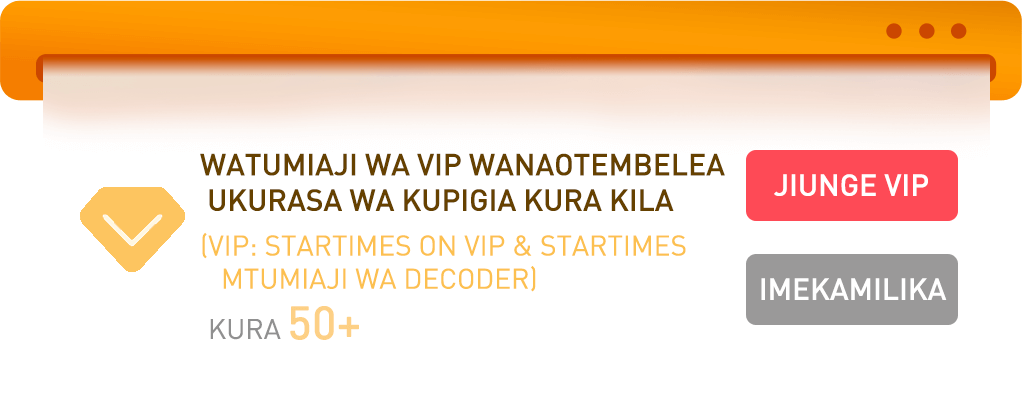 WATUMIAJI WA VIP WANAOTEMBELEA
UKURASA WA KUPIGIA KURA KILA
(VIP: STARTIMES ON VIP & STARTIMES
MTUMIAJI WA DECODER)
KURA 50+
JIUNGE VIP
IMEKAMILIKA